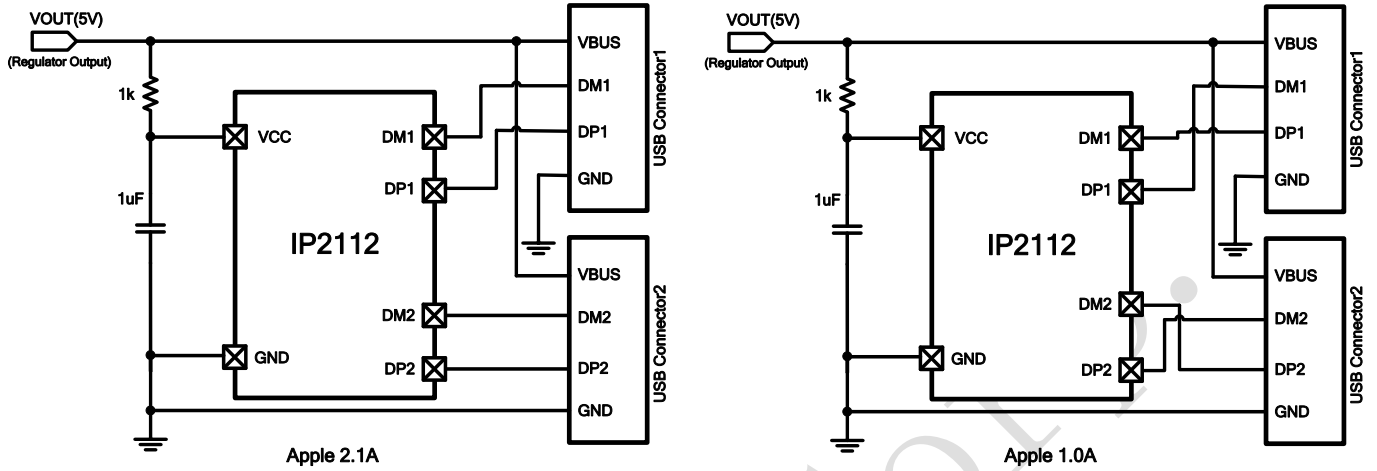 VOUT(5V)
(Regulator Output)
1k
1uF
VCC
GND
IP2112
DM1
DP1
DM2
DP2
VBUS
DM1
DP1
GND
USB Connector1
VBUS
DM2
DP2
GND
USB Connector2
Apple 2.1A
VOUT(5V)
(Regulator Output)
1k
1uF
VCC
GND
IP2112
DM1
DP1
DM2
DP2
VBUS
DM1
DP1
GND
USB Connector1
VBUS
DM2
DP2
GND
USB Connector2
Apple 1.0A